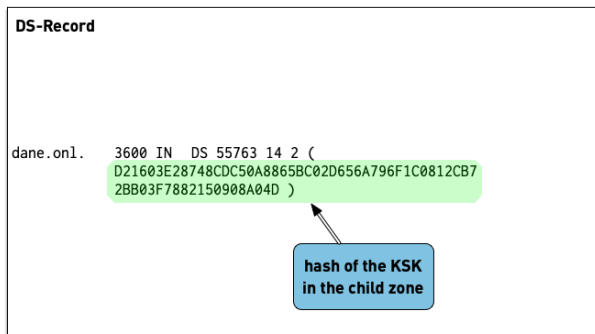 DS-Record
dane.onl. 3600 IN DS 55763 14 2 (
D21603E28748CDC50A8865BC02D656A796F1C0812CB7
2BB03F7882150908A04D )
hash of the KSK
in the child zone